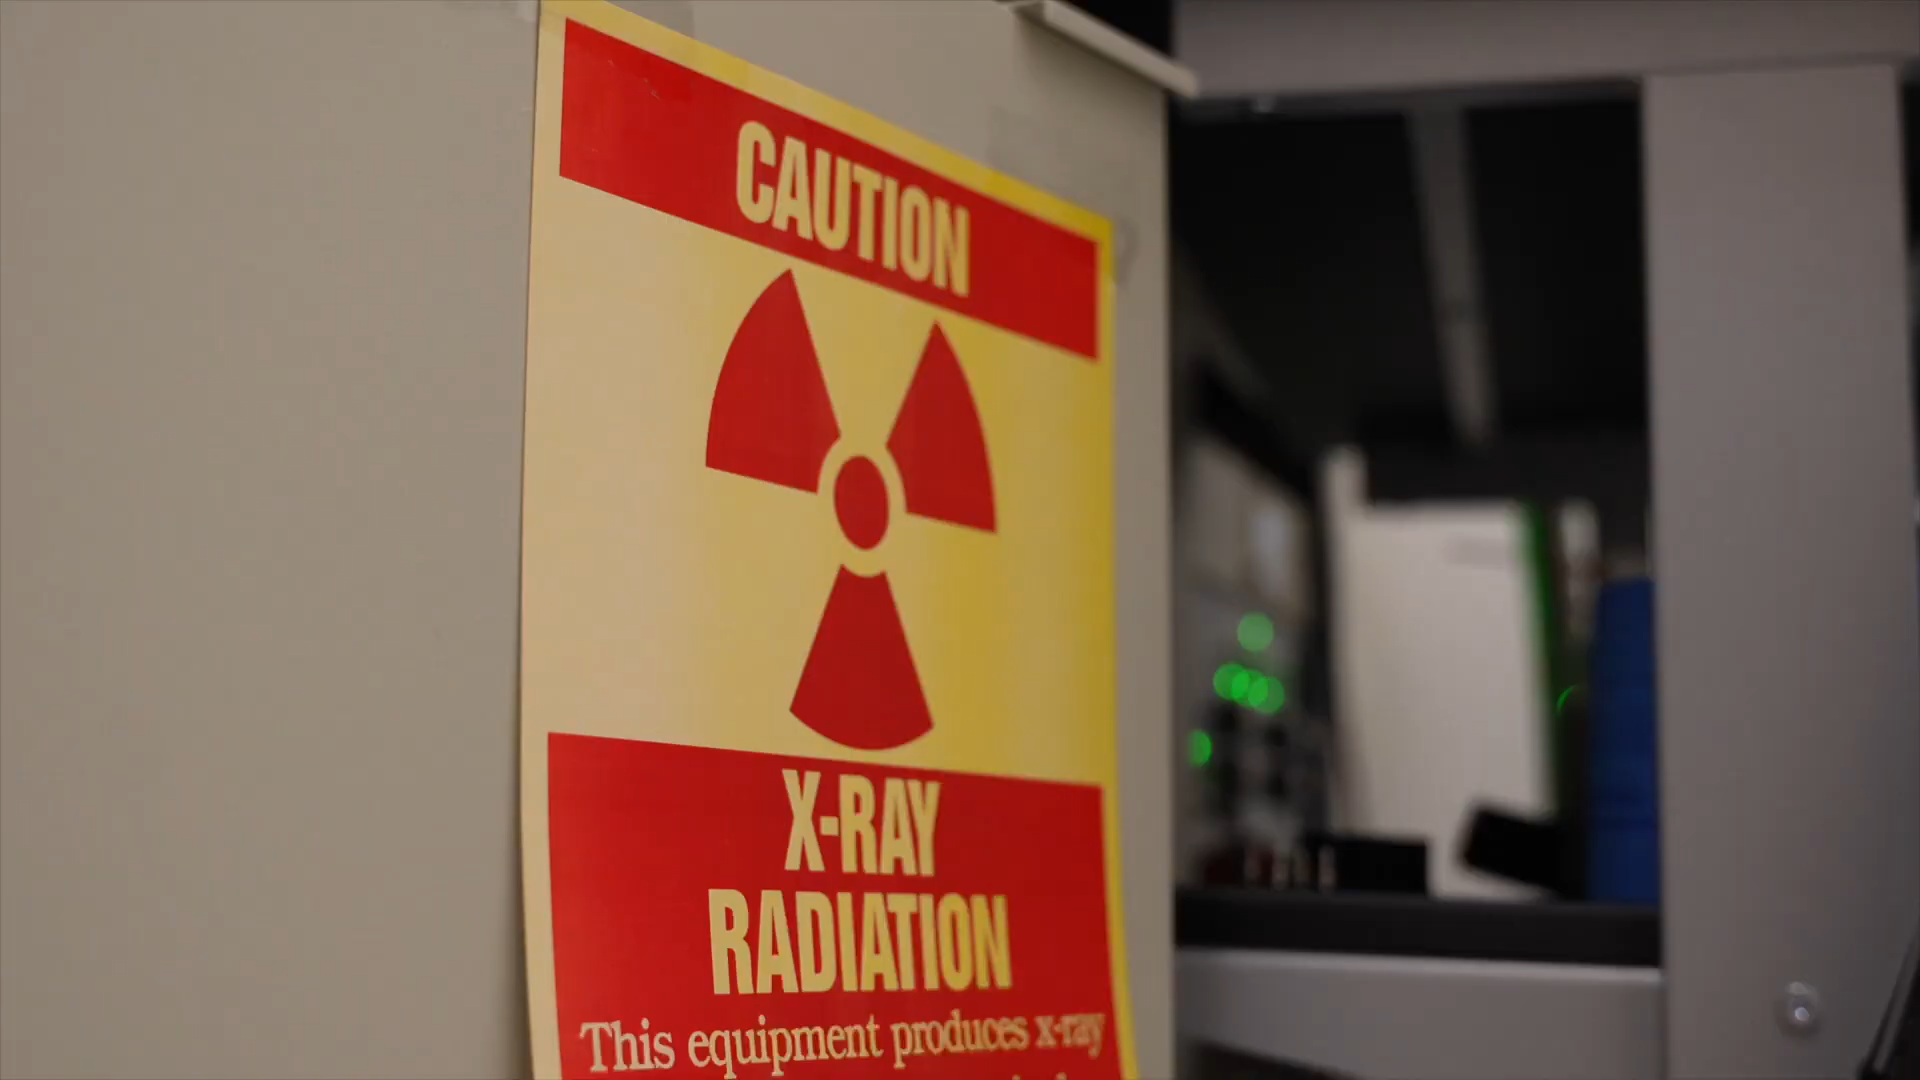 CAUTION
X-RAY
RADIATION
This equipment produces x-ray